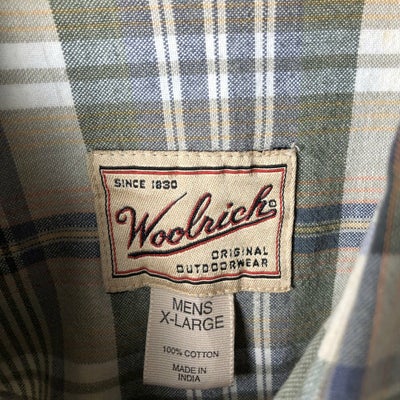 SINCE 1830
Woolrich®
ORIGINAL
OUTDOORWEAR
MENS
X-LARGE
100% COTTON
MADE IN
INDIA